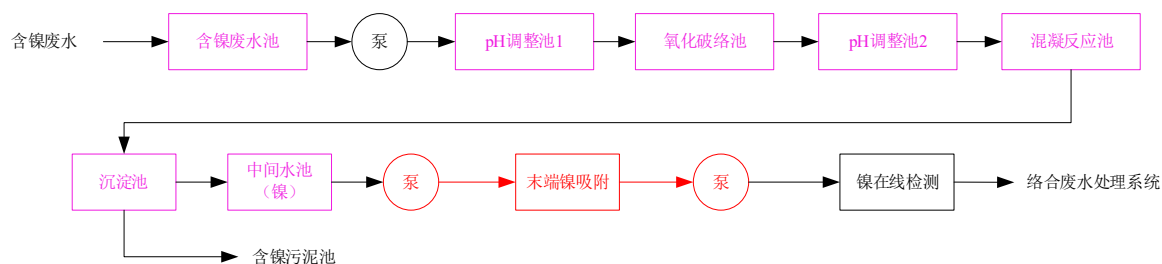 含镍废水
含镍废水池
泵
pH调整池1
氧化破络池
pH调整池2
混凝反应池
沉淀池
中间水池
（镍）
泵
末端镍吸附
泵
镍在线检测
络合废水处理系统
含镍污泥池